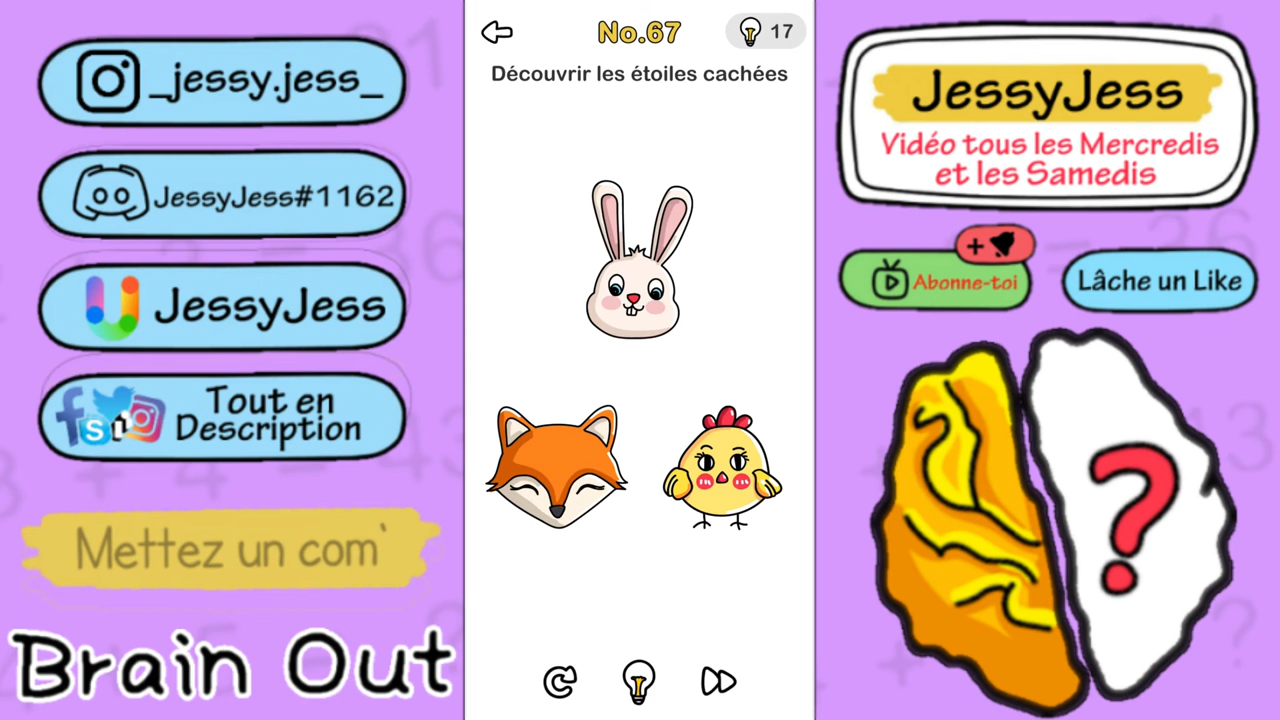 _jessy.jess_
JessyJess#1162
JessyJess
Tout en
Description
Mettez un com'
Brain Out
No.67
17
Découvrir les étoiles cachées
JessyJess
Vidéo tous les Mercredis
et les Samedis
+
Abonne-toi
Lâche un Like
?